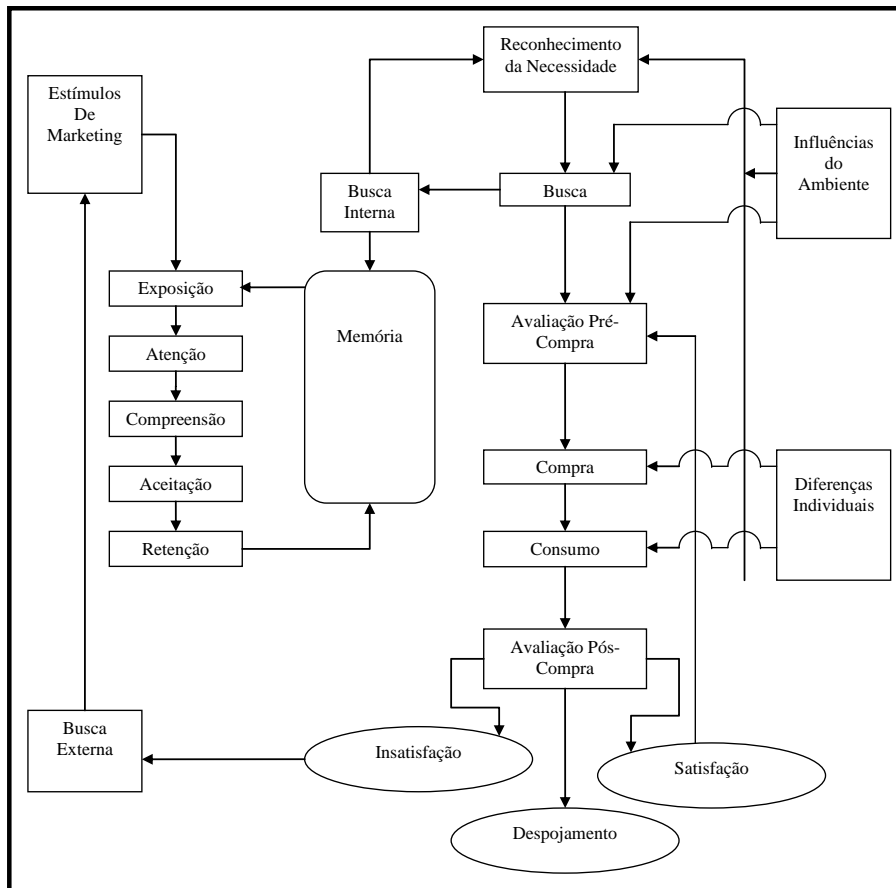 Reconhecimento
da Necessidade
Estímulos
De
Marketing
Influências
do
Ambiente
Busca
Interna
Busca
Exposição
Memória
Avaliação Pré-
Compra
Atenção
Compreensão
Aceitação
Compra
Diferenças
Individuais
Retenção
Consumo
Avaliação Pós-
Compra
Busca
Externa
Insatisfação
Satisfação
Despojamento